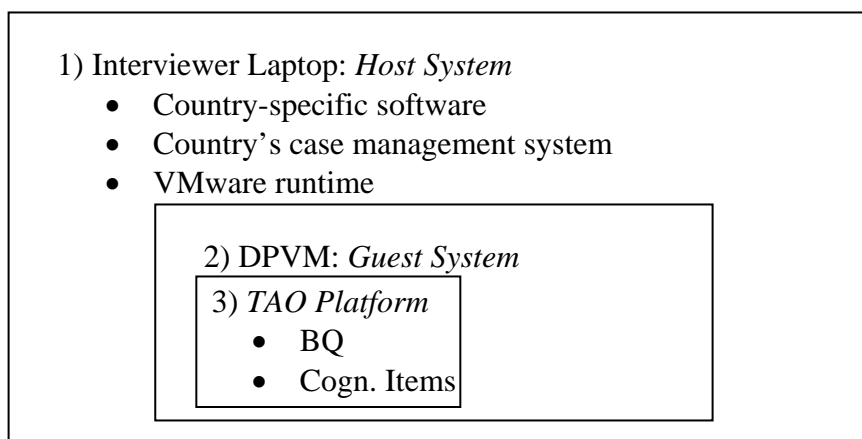 1) Interviewer Laptop: Host System
• Country-specific software
• Country's case management system
• VMware runtime
2) DPVM: Guest System
3) TAO Platform
• BQ
• Cogn. Items